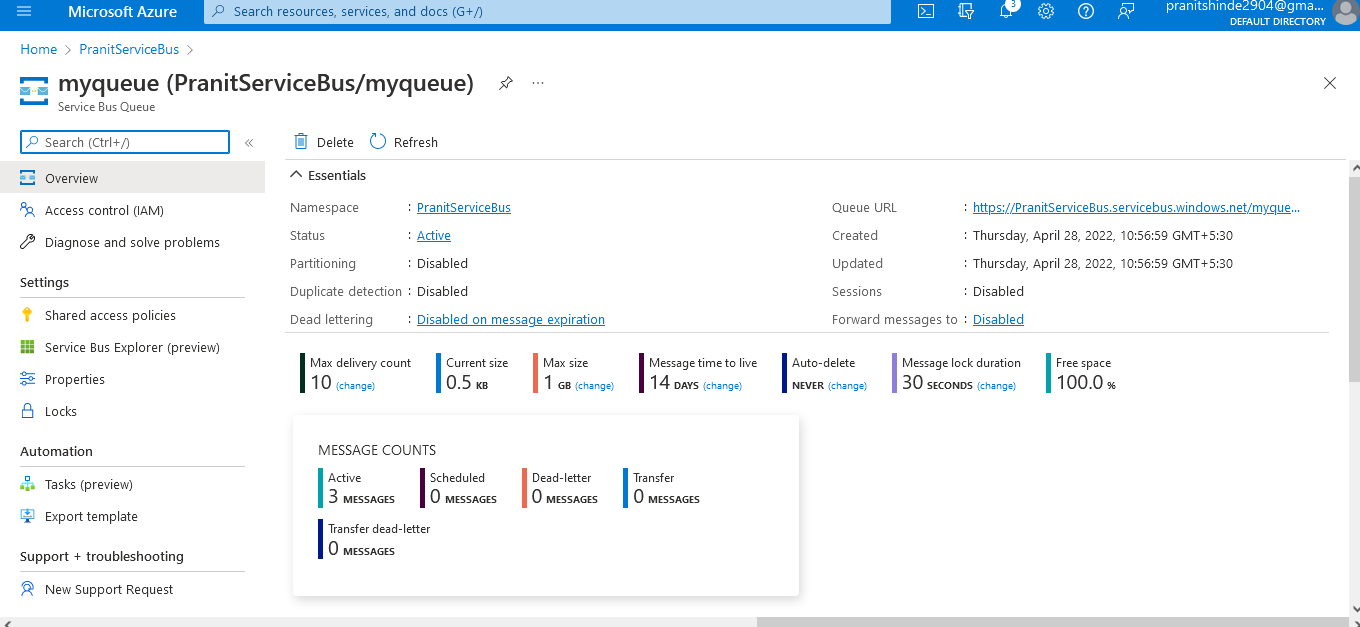 Microsoft Azure
Search resources, services, and docs (G+/)
3
pranitshinde2904@gma...
DEFAULT DIRECTORY
Home > PranitServiceBus >
myqueue (PranitServiceBus/myqueue)
...
Service Bus Queue
Search (Ctrl+/)
«
Delete
Refresh
Overview
Access control (IAM)
Diagnose and solve problems
Settings
Shared access policies
Service Bus Explorer (preview)
Properties
Locks
Automation
Tasks (preview)
Export template
Support + troubleshooting
New Support Request
Essentials
Namespace : PranitServiceBus
Status : Active
Partitioning : Disabled
Duplicate detection : Disabled
Dead lettering : Disabled on message expiration
Queue URL : https://PranitServiceBus.servicebus.windows.net/myque...
Created : Thursday, April 28, 2022, 10:56:59 GMT+5:30
Updated : Thursday, April 28, 2022, 10:56:59 GMT+5:30
Sessions : Disabled
Forward messages to : Disabled
Max delivery count
10 (change)
Current size
0.5 KB
Max size
1 GB (change)
Message time to live
14 DAYS (change)
Auto-delete
NEVER (change)
Message lock duration
30 SECONDS (change)
Free space
100.0 %
MESSAGE COUNTS
Active
3 MESSAGES
Scheduled
0 MESSAGES
Dead-letter
0 MESSAGES
Transfer
0 MESSAGES
Transfer dead-letter
0 MESSAGES